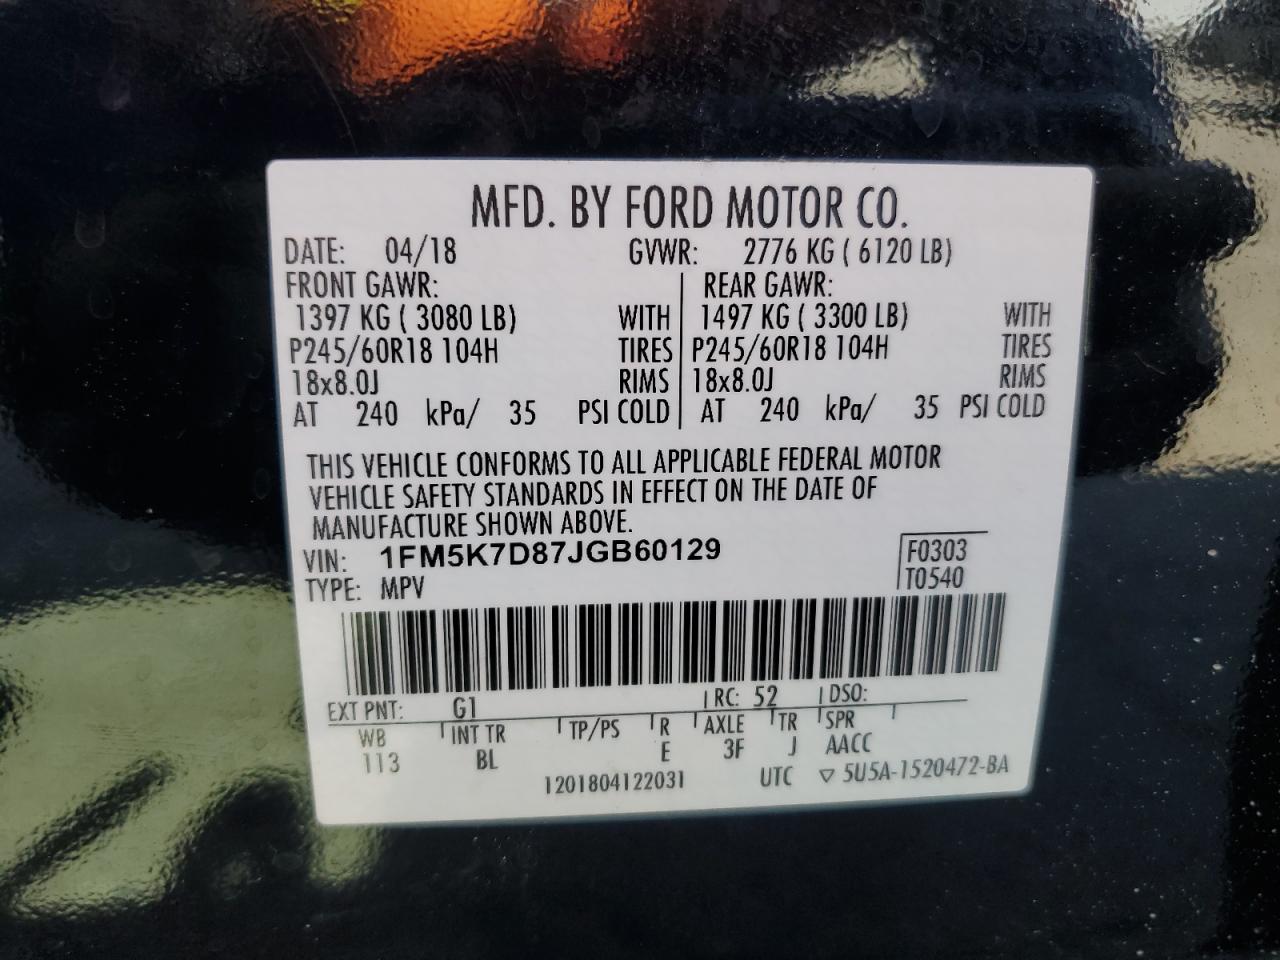 MFD. BY FORD MOTOR CO.
DATE: 04/18 GVWR: 2776 KG ( 6120 LB)
FRONT GAWR: REAR GAWR:
1397 KG ( 3080 LB) WITH 1497 KG ( 3300 LB) WITH
P245/60R18 104H TIRES P245/60R18 104H TIRES
18x8.0J RIMS 18x8.0J RIMS
AT 240 kPa/ 35 PSI COLD AT 240 kPa/ 35 PSI COLD
THIS VEHICLE CONFORMS TO ALL APPLICABLE FEDERAL MOTOR
VEHICLE SAFETY STANDARDS IN EFFECT ON THE DATE OF
MANUFACTURE SHOWN ABOVE.
VIN: 1FM5K7D87JGB60129 F0303
TYPE: MPV T0540
EXT PNT: G1 RC: 52 DSO:
WB INT TR TP/PS R AXLE TR SPR
113 BL E 3F J AACC
1201804122031 UTC ▽ 5U5A-1520472-BA